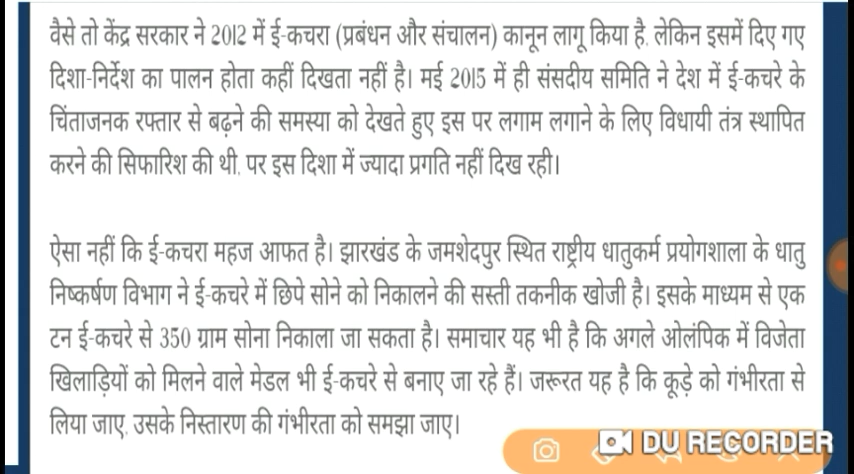 वैसे तो केंद्र सरकार ने 2012 में ई-कचरा (प्रबंधन और संचालन) कानून लागू किया है, लेकिन इसमें दिए गए
दिशा-निर्देश का पालन होता कहीं दिखता नहीं है। मई 2015 में ही संसदीय समिति ने देश में ई-कचरे के
चिंताजनक रफ्तार से बढ़ने की समस्या को देखते हुए इस पर लगाम लगाने के लिए विधायी तंत्र स्थापित
करने की सिफारिश की थी, पर इस दिशा में ज्यादा प्रगति नहीं दिख रही।
ऐसा नहीं कि ई-कचरा महज आफत है। झारखंड के जमशेदपुर स्थित राष्ट्रीय धातुकर्म प्रयोगशाला के धातु
निष्कर्षण विभाग ने ई-कचरे में छिपे सोने को निकालने की सस्ती तकनीक खोजी है। इसके माध्यम से एक
टन ई-कचरे से 350 ग्राम सोना निकाला जा सकता है। समाचार यह भी है कि अगले ओलंपिक में विजेता
खिलाड़ियों को मिलने वाले मेडल भी ई-कचरे से बनाए जा रहे हैं। जरूरत यह है कि कूड़े को गंभीरता से
लिया जाए, उसके निस्तारण की गंभीरता को समझा जाए।
DU RECORDER